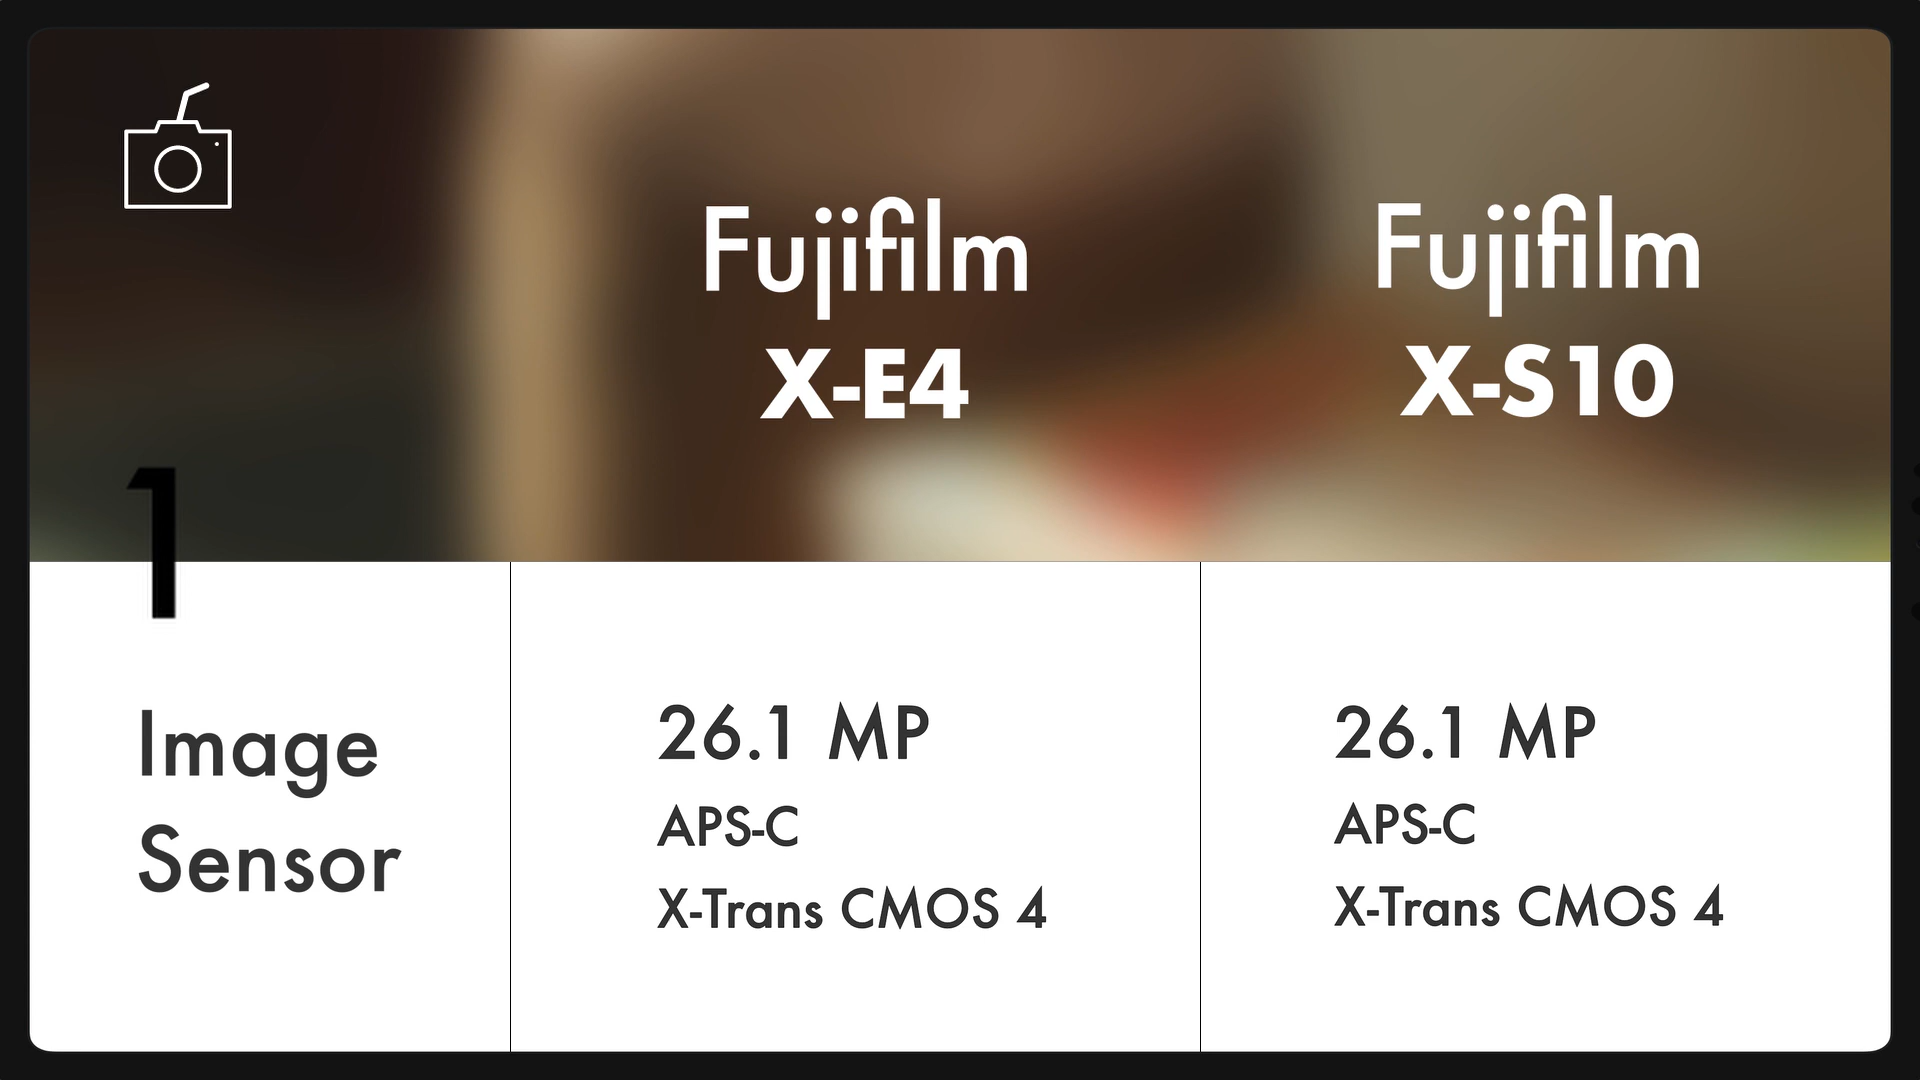 Fujifilm
X-E4
Fujifilm
X-S10
1
Image
Sensor
26.1 MP
APS-C
X-Trans CMOS 4
26.1 MP
APS-C
X-Trans CMOS 4